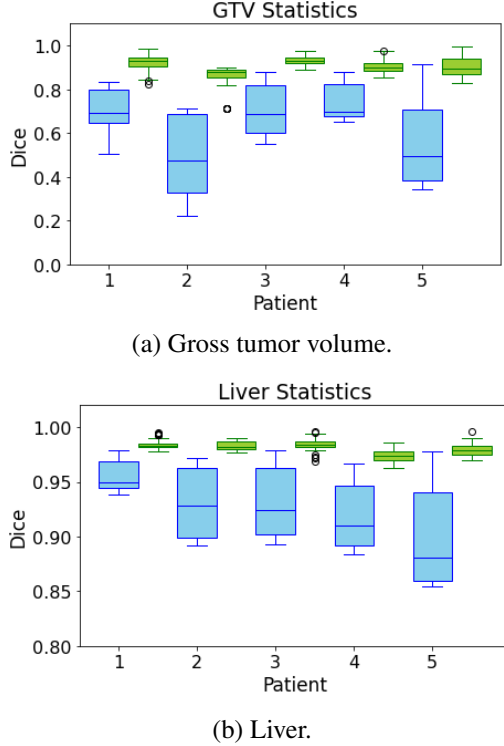 GTV Statistics
1.0
0.8
0.6
0.4
0.2
0.0
Dice
1 2 3 4 5
Patient
(a) Gross tumor volume.
Liver Statistics
1.00
0.95
0.90
0.85
0.80
Dice
1 2 3 4 5
Patient
(b) Liver.